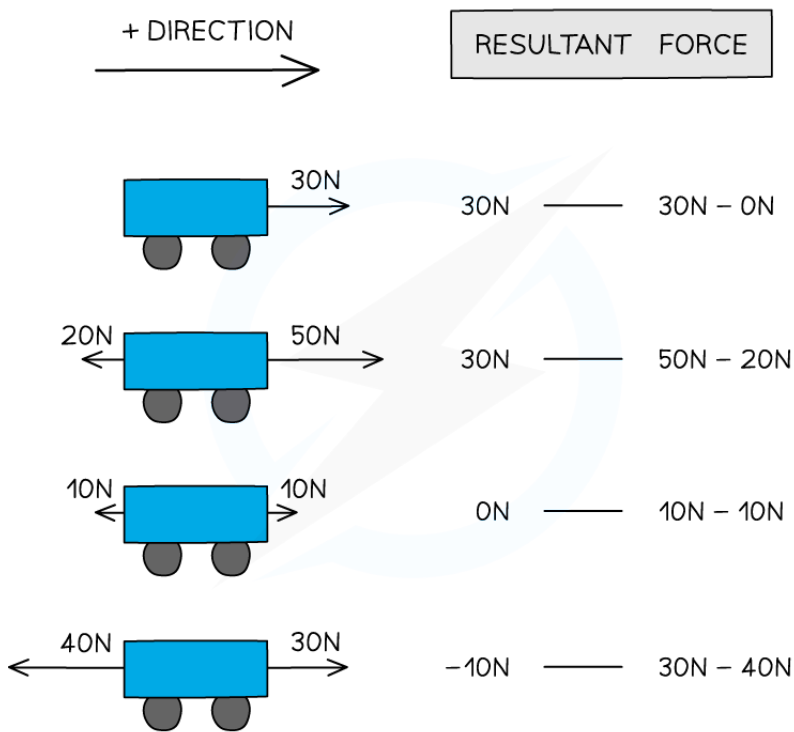 + DIRECTION
RESULTANT FORCE
30N
30N — 30N – 0N
20N 50N
30N — 50N – 20N
10N 10N
0N — 10N – 10N
40N 30N
–10N — 30N – 40N